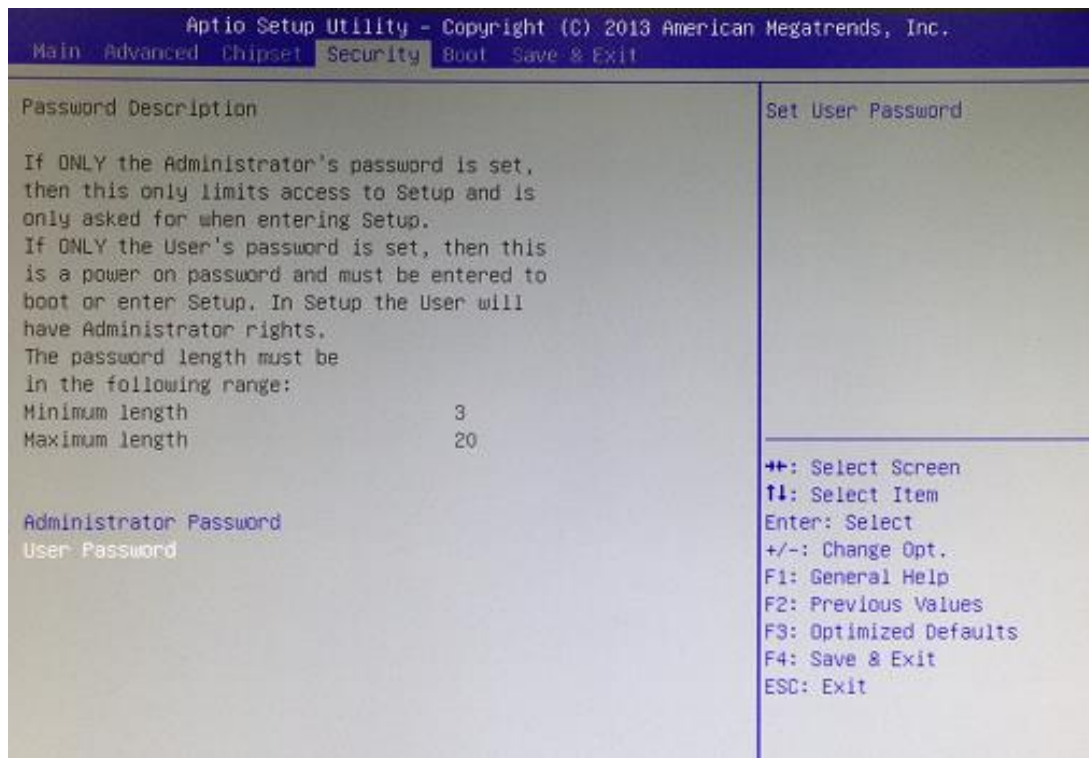 Aptio Setup Utility – Copyright (C) 2013 American Megatrends, Inc.
Main Advanced Chipset Security Boot Save & Exit
Password Description
If ONLY the Administrator's password is set,
then this only limits access to Setup and is
only asked for when entering Setup.
If ONLY the User's password is set, then this
is a power on password and must be entered to
boot or enter Setup. In Setup the User will
have Administrator rights.
The password length must be
in the following range:
Minimum length 3
Maximum length 20
Administrator Password
User Password
Set User Password
→←: Select Screen
↑↓: Select Item
Enter: Select
+/-: Change Opt.
F1: General Help
F2: Previous Values
F3: Optimized Defaults
F4: Save & Exit
ESC: Exit